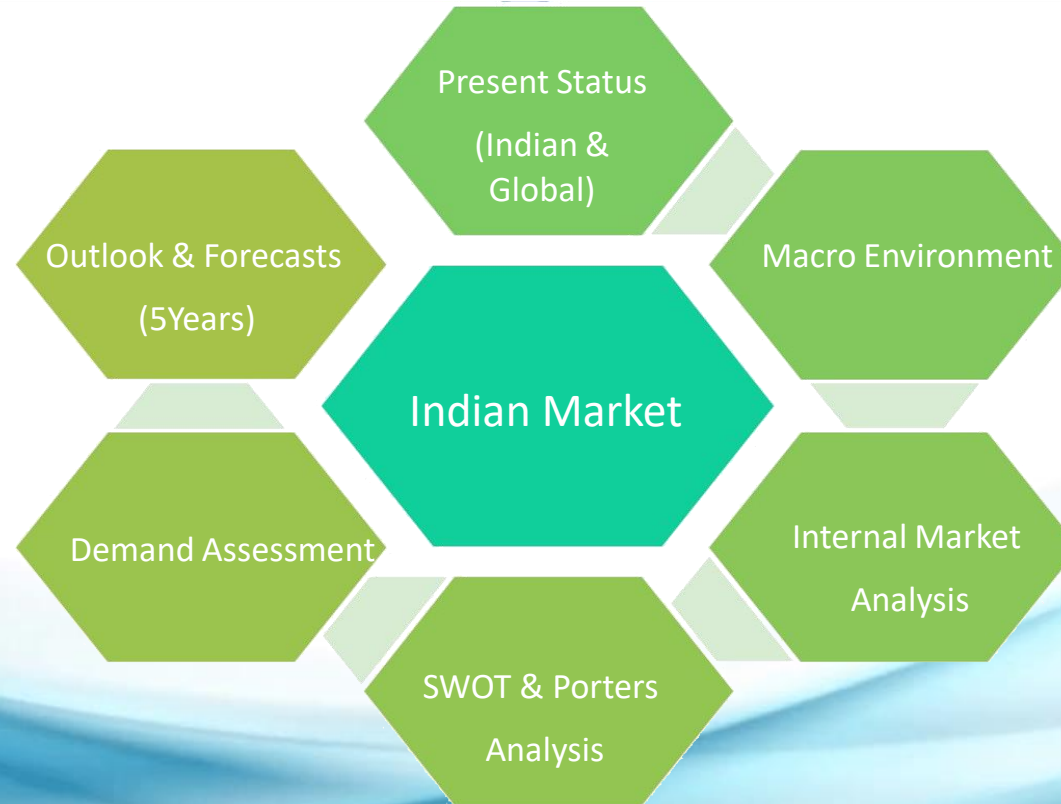 Present Status
(Indian &
Global)
Macro Environment
Internal Market
Analysis
SWOT & Porters
Analysis
Demand Assessment
Outlook & Forecasts
(5Years)
Indian Market